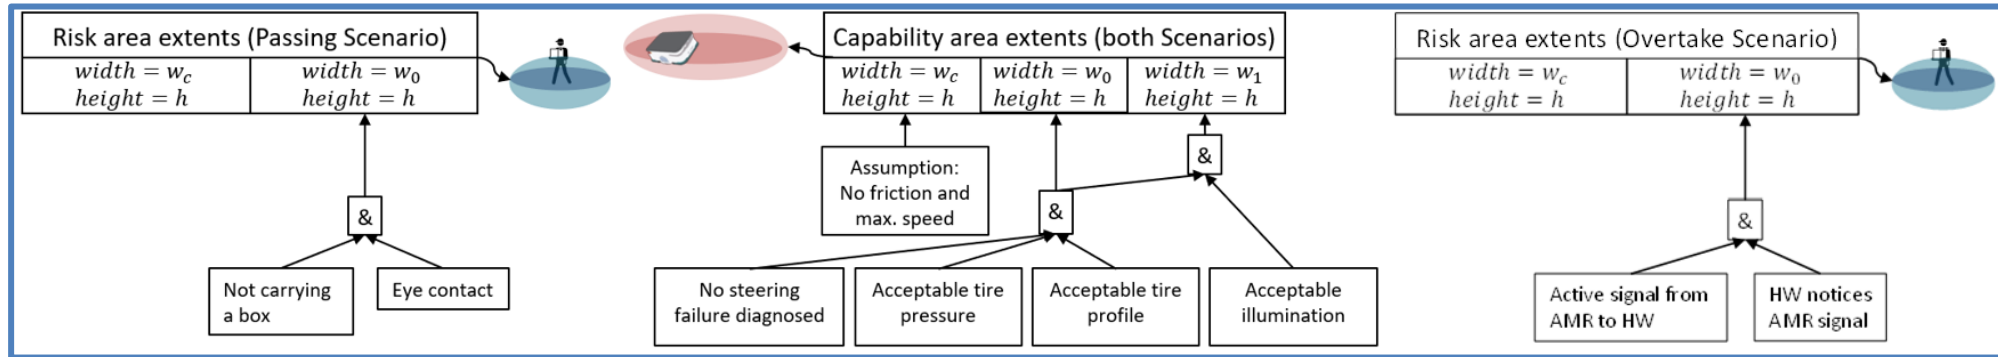 Risk area extents (Passing Scenario)
width = w_c
height = h
width = w_0
height = h
&
Not carrying
a box
Eye contact
Capability area extents (both Scenarios)
width = w_c
height = h
width = w_0
height = h
width = w_1
height = h
&
Assumption:
No friction and
max. speed
&
No steering
failure diagnosed
Acceptable tire
pressure
Acceptable tire
profile
Acceptable
illumination
Risk area extents (Overtake Scenario)
width = w_c
height = h
width = w_0
height = h
&
Active signal from
AMR to HW
HW notices
AMR signal